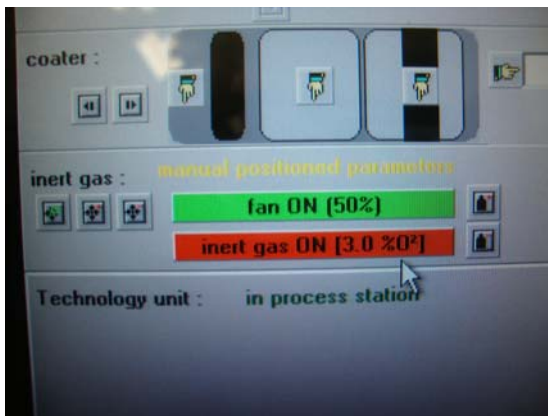 coater :
inert gas :
manual positioned parameters
fan ON (50%)
inert gas ON [3.0 %O²]
Technology unit :
in process station